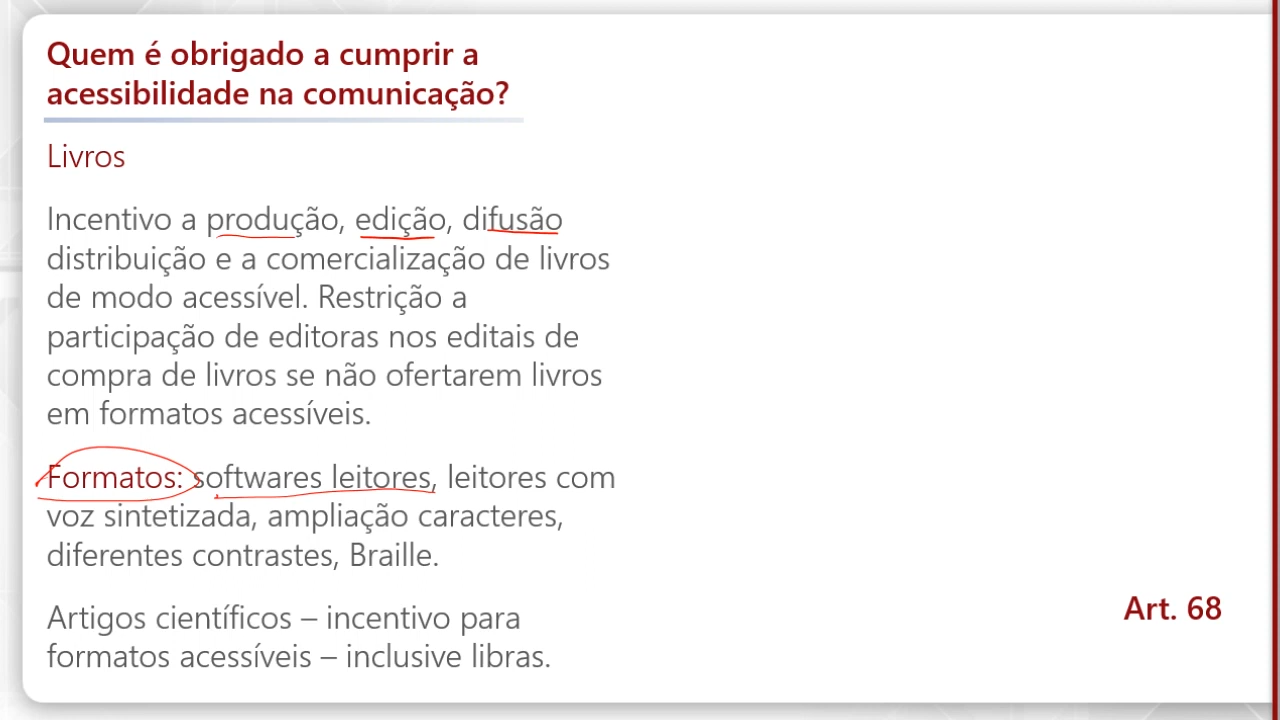 Quem é obrigado a cumprir a
acessibilidade na comunicação?
Livros
Incentivo a produção, edição, difusão
distribuição e a comercialização de livros
de modo acessível. Restrição a
participação de editoras nos editais de
compra de livros se não ofertarem livros
em formatos acessíveis.
Formatos: softwares leitores, leitores com
voz sintetizada, ampliação caracteres,
diferentes contrastes, Braille.
Artigos científicos – incentivo para
formatos acessíveis – inclusive libras.
Art. 68